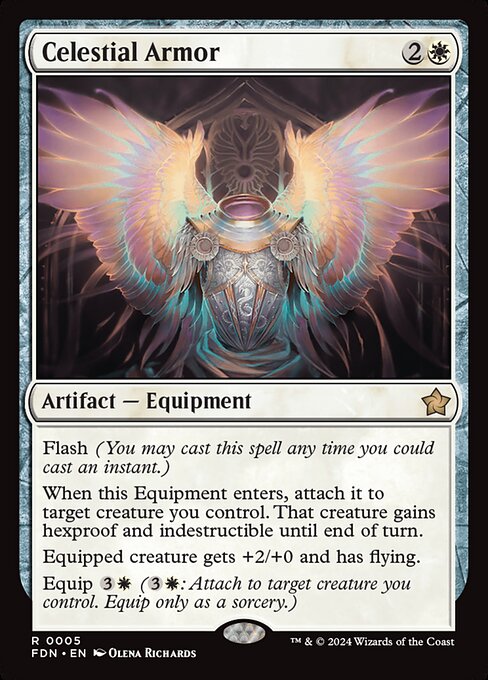 Celestial Armor 2
Artifact — Equipment
Flash (You may cast this spell any time you could
cast an instant.)
When this Equipment enters, attach it to
target creature you control. That creature gains
hexproof and indestructible until end of turn.
Equipped creature gets +2/+0 and has flying.
Equip 3 (3: Attach to target creature you
control. Equip only as a sorcery.)
R 0005 ™ & © 2024 Wizards of the Coast
FDN • EN Olena Richards